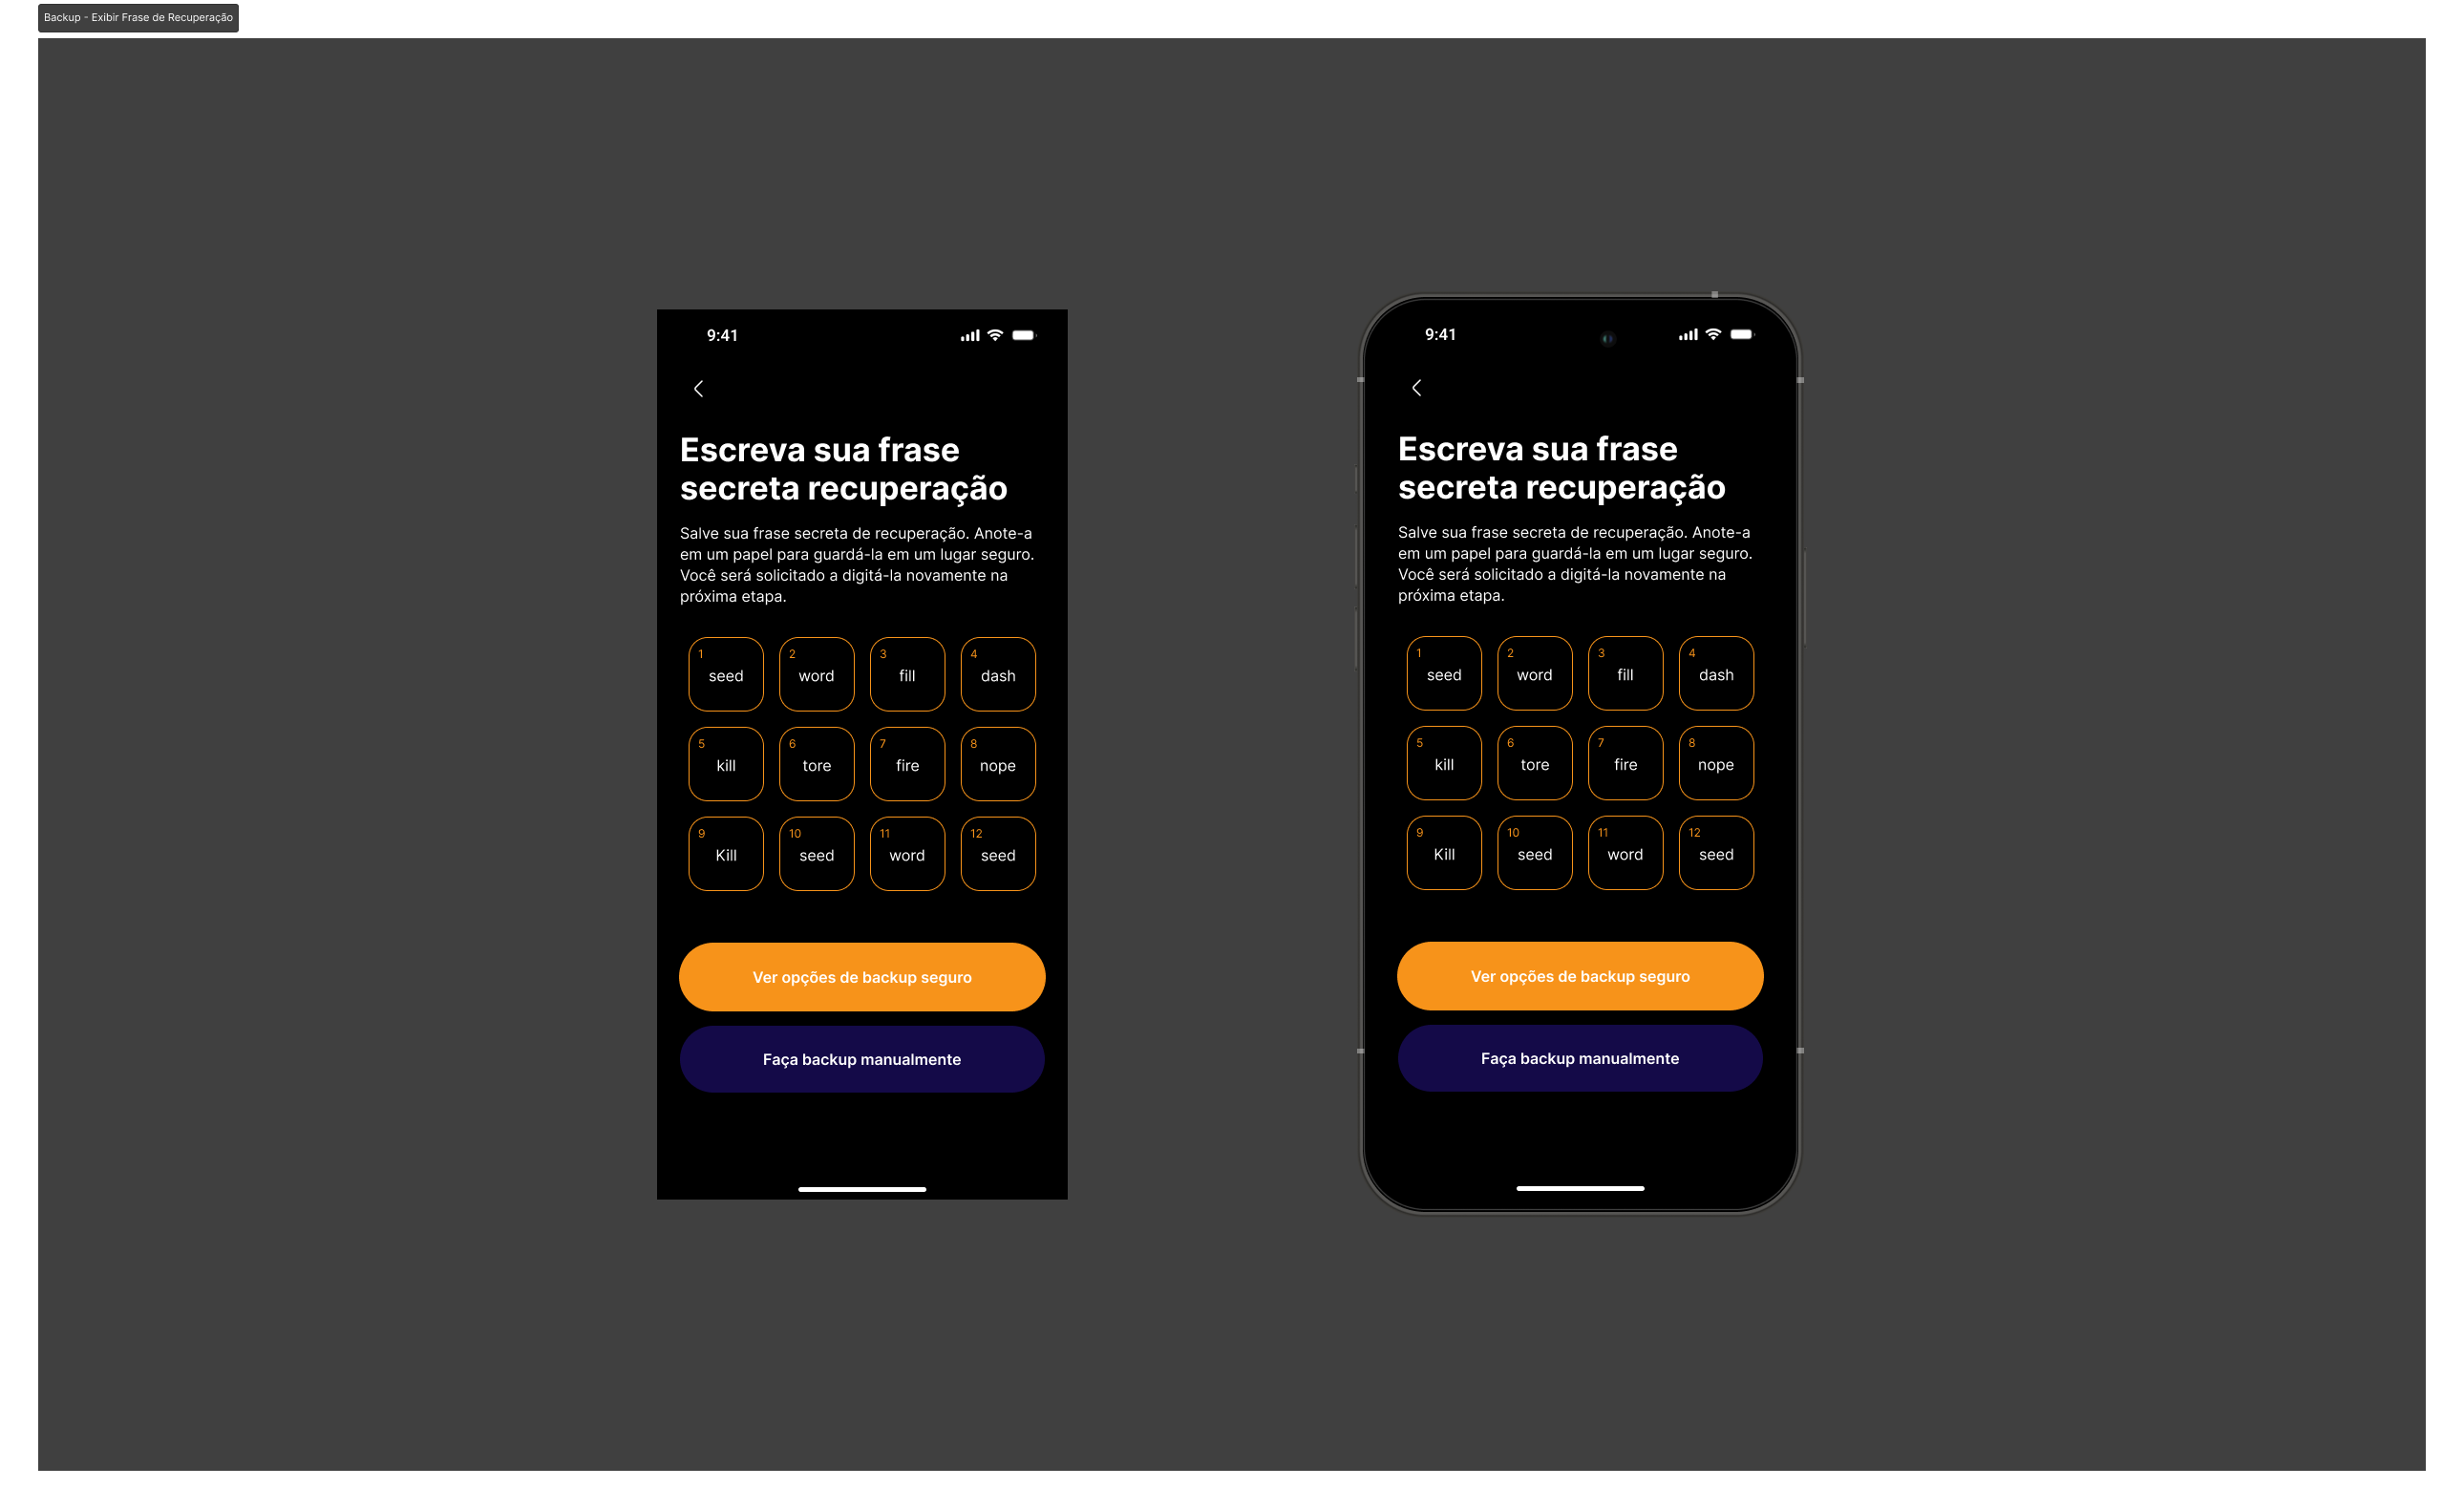 Backup - Exibir Frase de Recuperação
9:41
Escreva sua frase
secreta recuperação
Salve sua frase secreta de recuperação. Anote-a
em um papel para guardá-la em um lugar seguro.
Você será solicitado a digitá-la novamente na
próxima etapa.
1 seed
2 word
3 fill
4 dash
5 kill
6 tore
7 fire
8 nope
9 Kill
10 seed
11 word
12 seed
Ver opções de backup seguro
Faça backup manualmente
9:41
Escreva sua frase
secreta recuperação
Salve sua frase secreta de recuperação. Anote-a
em um papel para guardá-la em um lugar seguro.
Você será solicitado a digitá-la novamente na
próxima etapa.
1 seed
2 word
3 fill
4 dash
5 kill
6 tore
7 fire
8 nope
9 Kill
10 seed
11 word
12 seed
Ver opções de backup seguro
Faça backup manualmente